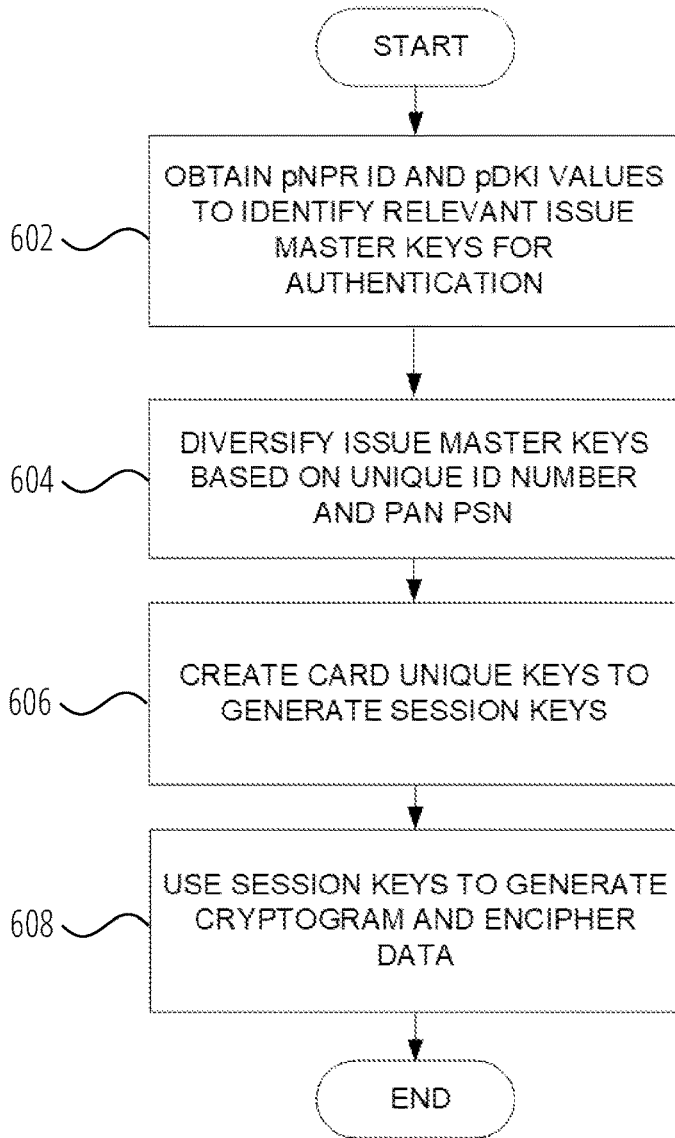 START
OBTAIN pNPR ID AND pDKI VALUES
TO IDENTIFY RELEVANT ISSUE
MASTER KEYS FOR
AUTHENTICATION
602
DIVERSIFY ISSUE MASTER KEYS
BASED ON UNIQUE ID NUMBER
AND PAN PSN
604
CREATE CARD UNIQUE KEYS TO
GENERATE SESSION KEYS
606
USE SESSION KEYS TO GENERATE
CRYPTOGRAM AND ENCIPHER
DATA
608
END